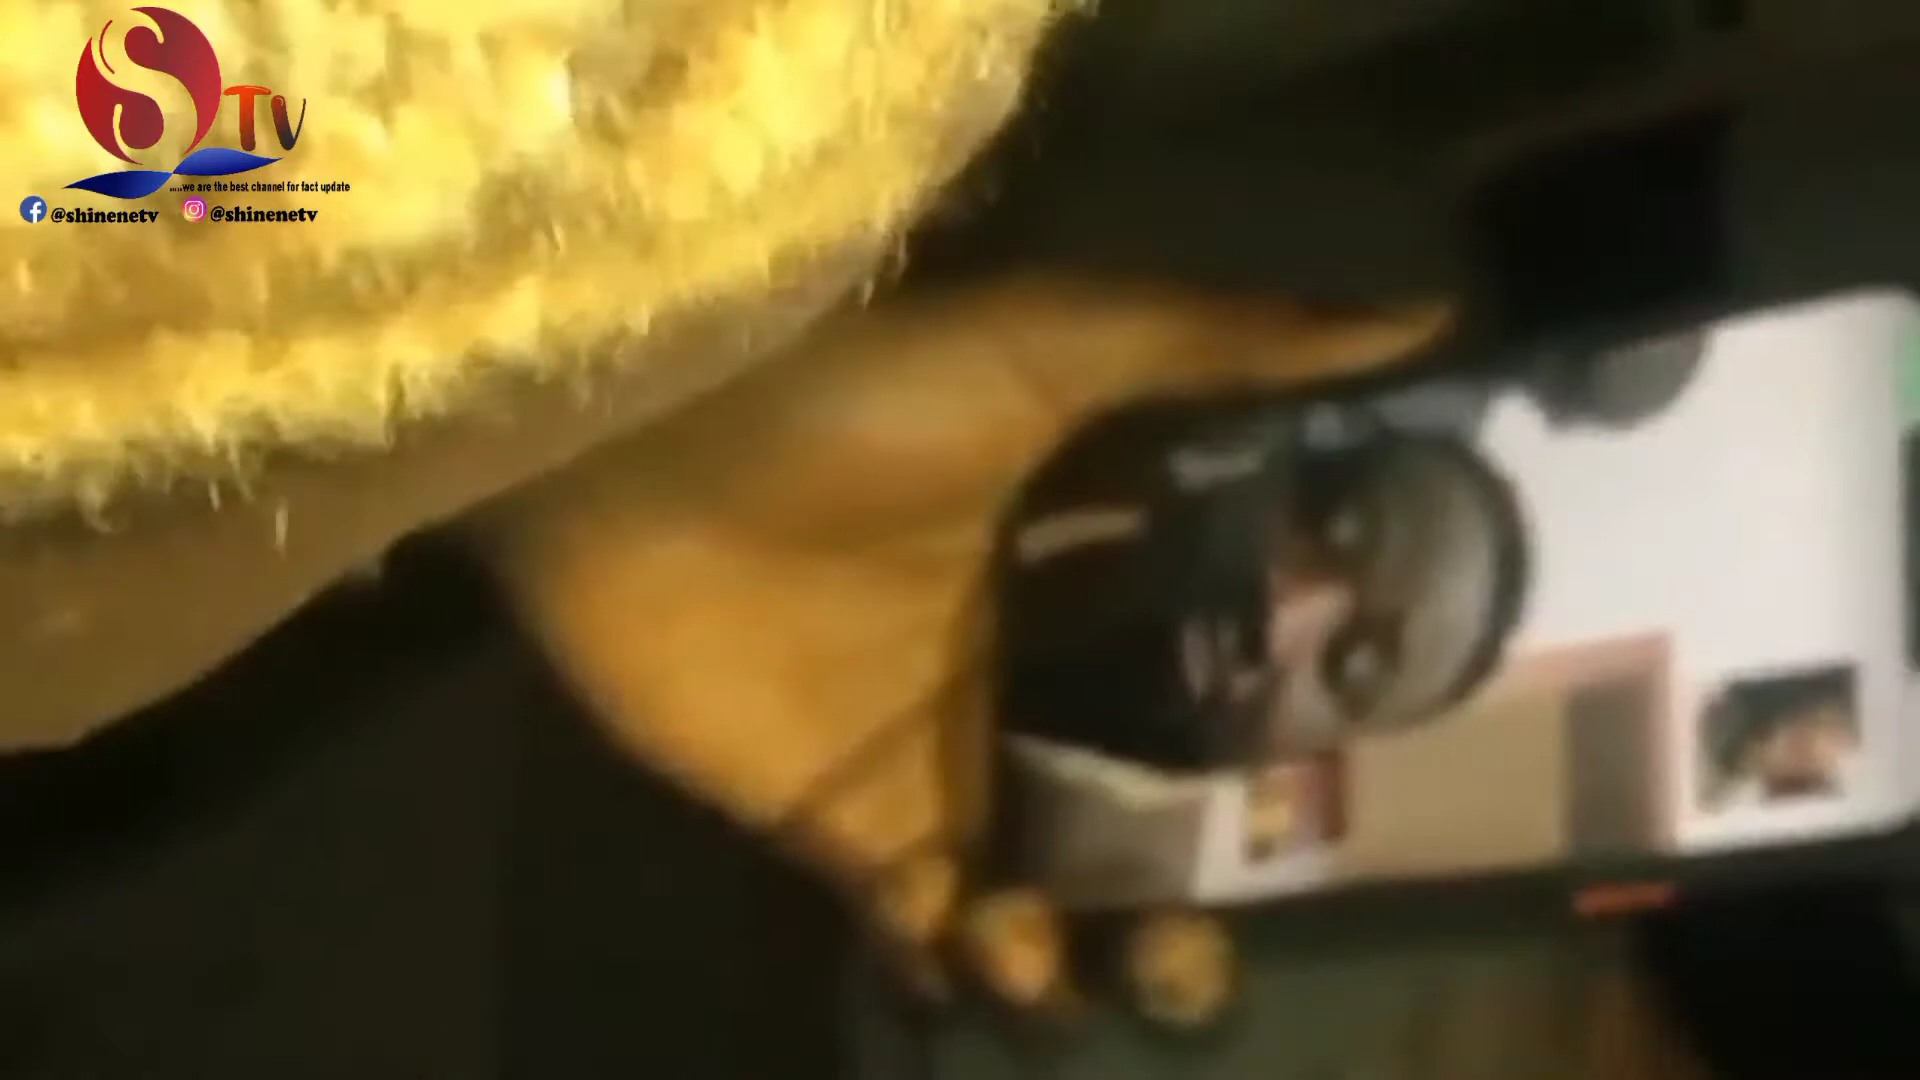 S TV
.....we are the best channel for fact update
@shinenetv @shinenetv